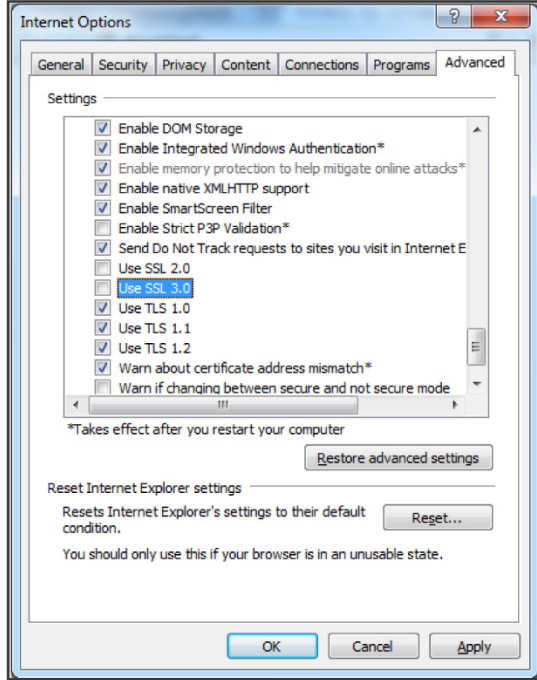 Internet Options
General Security Privacy Content Connections Programs Advanced
Settings
Enable DOM Storage
Enable Integrated Windows Authentication*
Enable memory protection to help mitigate online attacks*
Enable native XMLHTTP support
Enable SmartScreen Filter
Enable Strict P3P Validation*
Send Do Not Track requests to sites you visit in Internet E
Use SSL 2.0
Use SSL 3.0
Use TLS 1.0
Use TLS 1.1
Use TLS 1.2
Warn about certificate address mismatch*
Warn if changing between secure and not secure mode
*Takes effect after you restart your computer
Restore advanced settings
Reset Internet Explorer settings
Resets Internet Explorer's settings to their default
condition.
Reset...
You should only use this if your browser is in an unusable state.
OK Cancel Apply